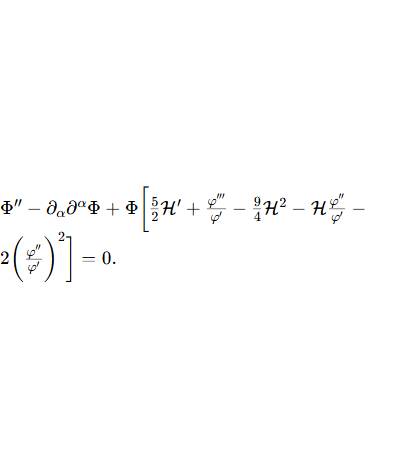 Φ″ − ∂_α∂^αΦ + Φ[5/2 ℋ′ + φ‴/φ′ − 9/4 ℋ² − ℋ φ″/φ′ −
2(φ″/φ′)²] = 0.